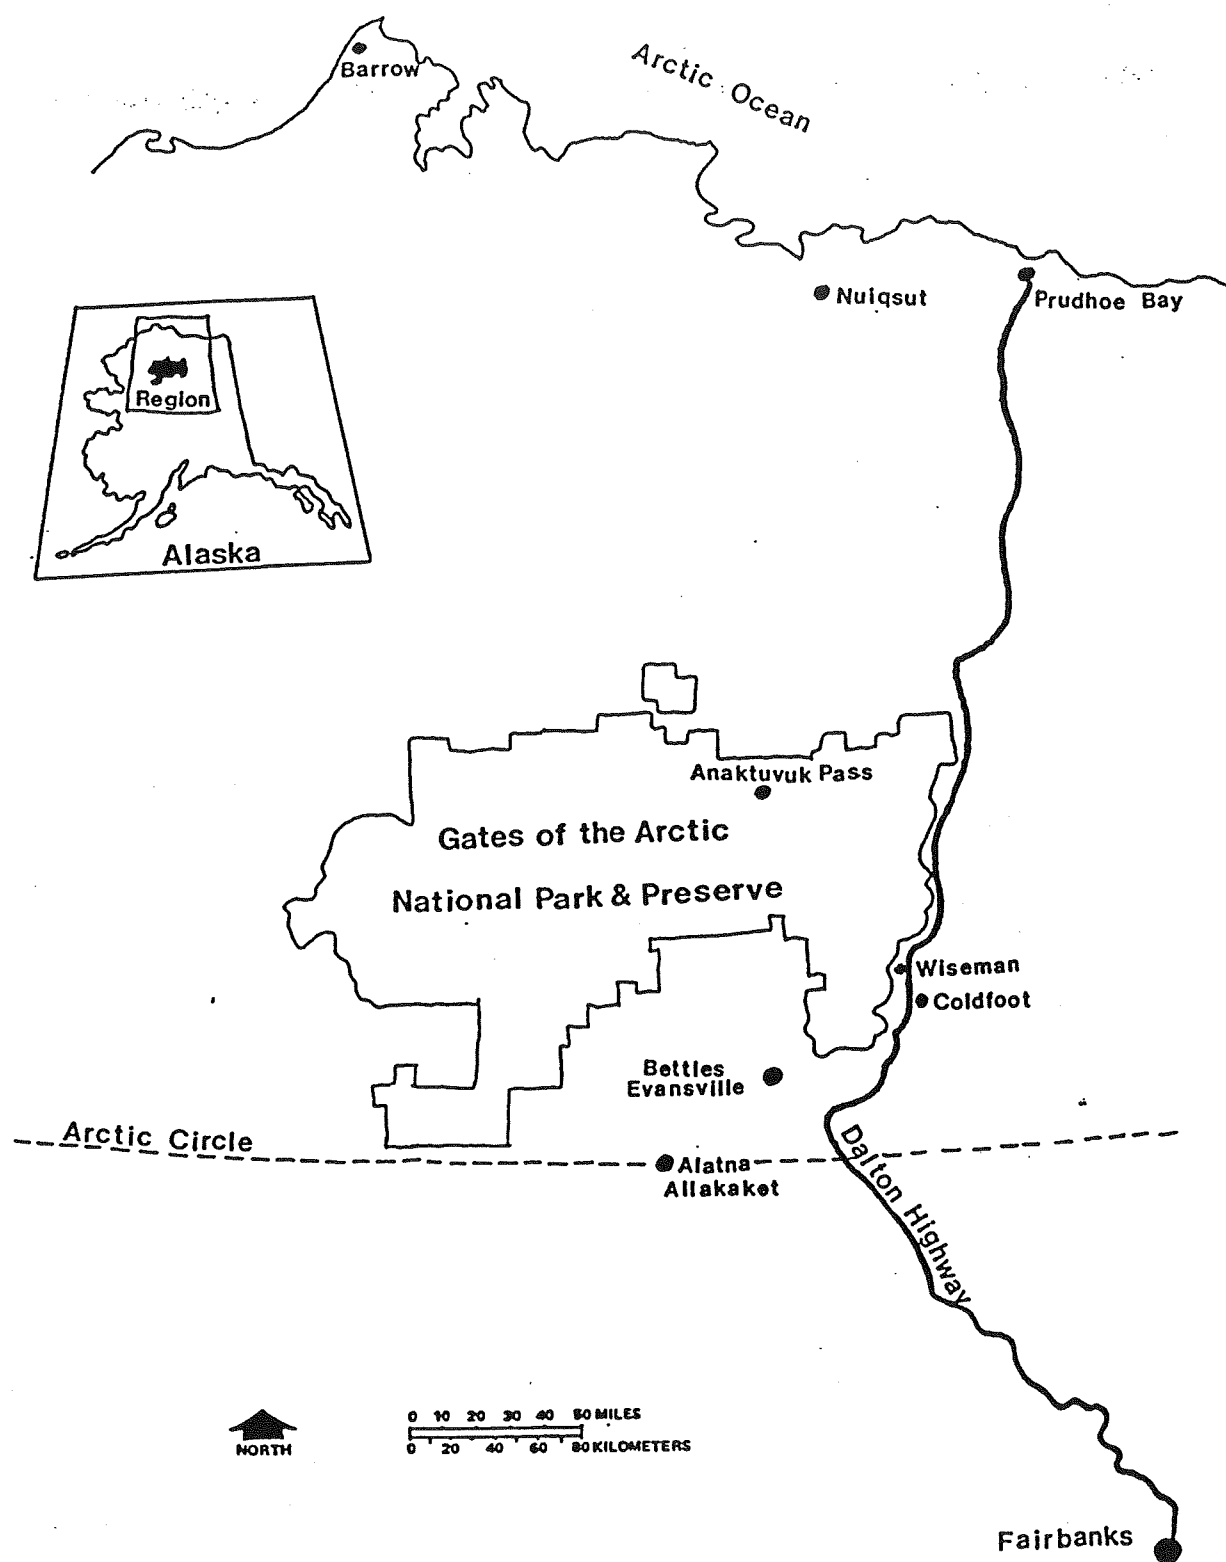 Barrow
Arctic Ocean
Nuiqsut
Prudhoe Bay
Region
Alaska
Anaktuvuk Pass
Gates of the Arctic
National Park & Preserve
Wiseman
Coldfoot
Bettles
Evansville
Arctic Circle
Alatna
Allakaket
Dalton Highway
0 10 20 30 40 50 MILES
0 20 40 60 80 KILOMETERS
NORTH
Fairbanks